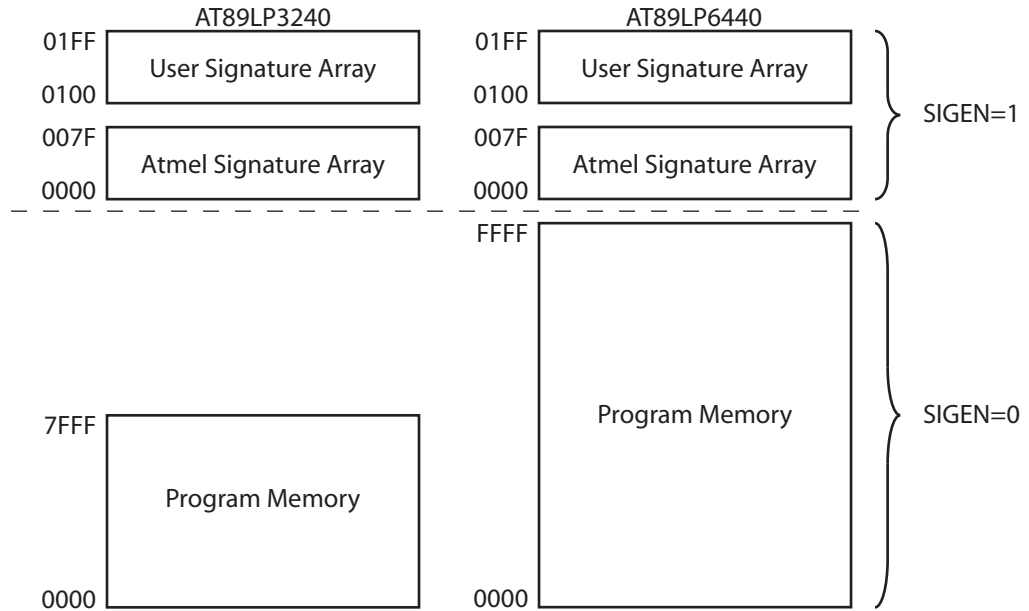 AT89LP3240 AT89LP6440
01FF User Signature Array 01FF User Signature Array
0100 0100
SIGEN=1
007F Atmel Signature Array 007F Atmel Signature Array
0000 0000
FFFF
7FFF Program Memory SIGEN=0
Program Memory
0000 0000